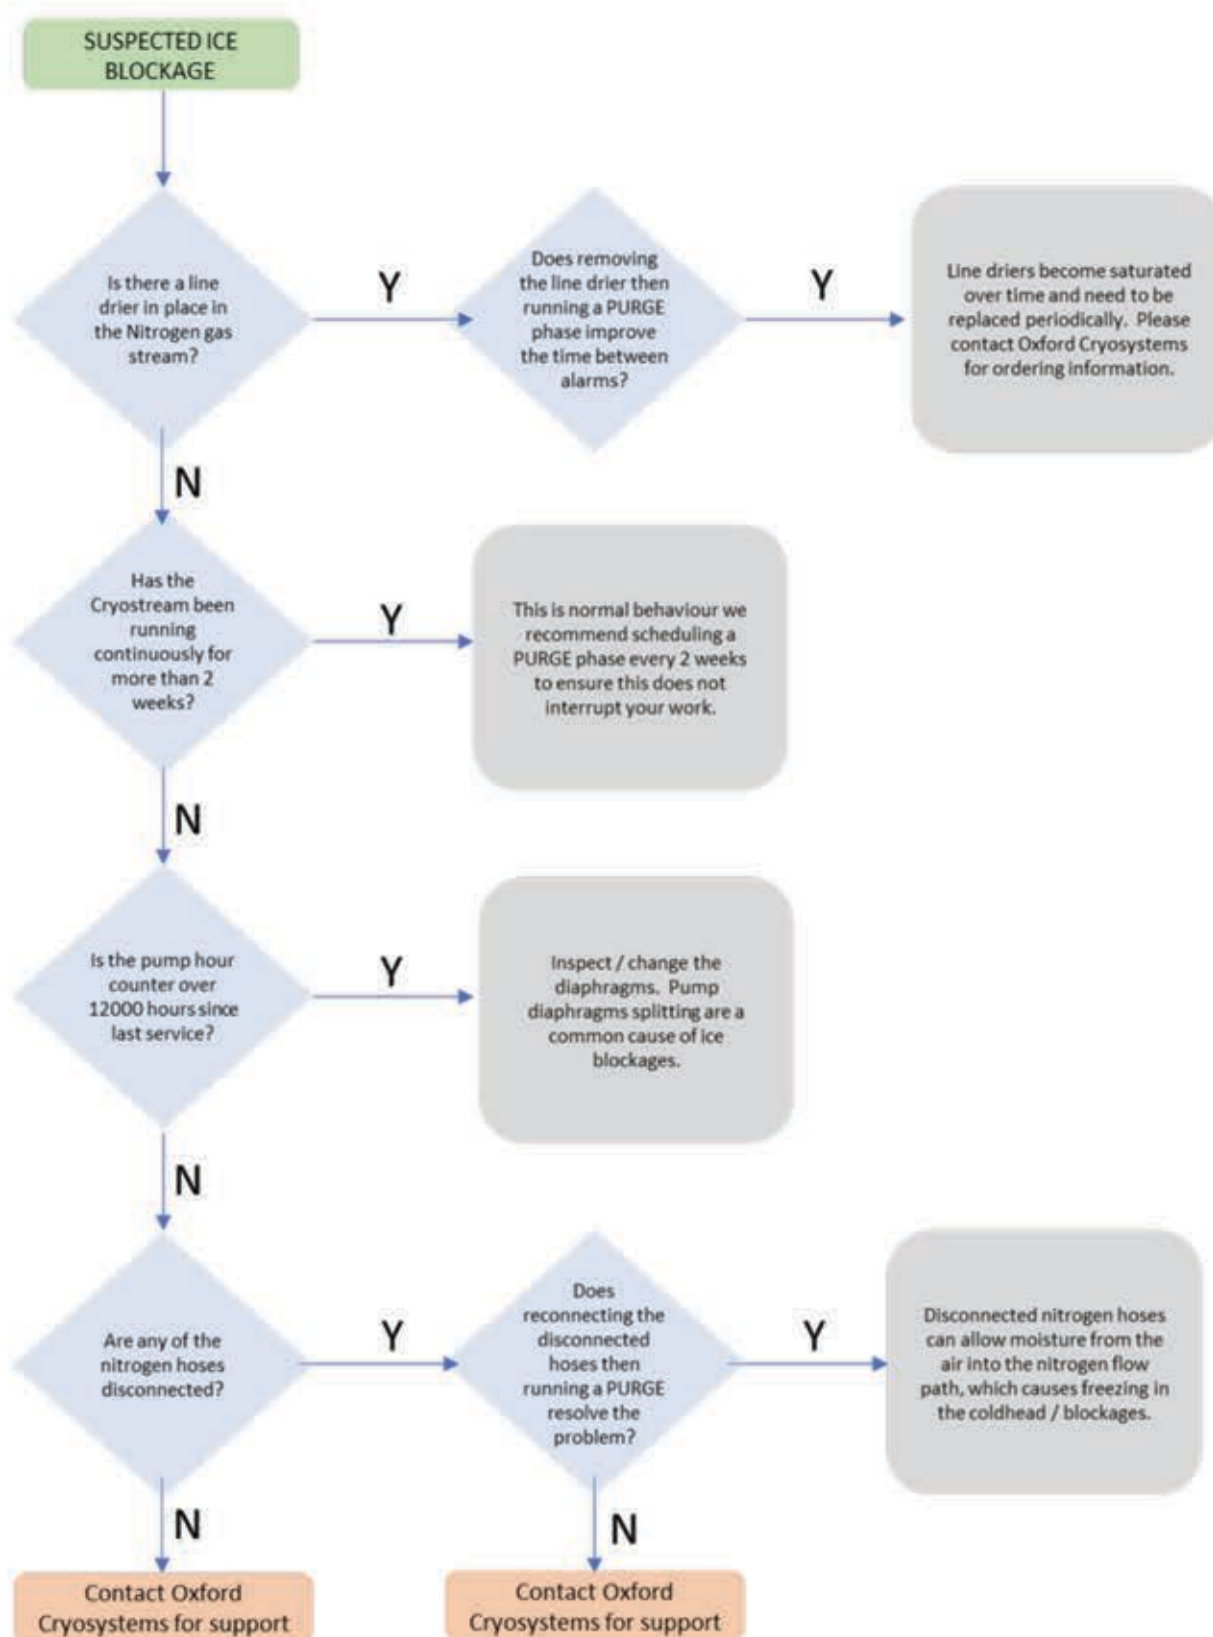 SUSPECTED ICE
BLOCKAGE
Is there a line
drier in place in
the Nitrogen gas
stream?
Y
Does removing
the line drier then
running a PURGE
phase improve
the time between
alarms?
Y
Line driers become saturated
over time and need to be
replaced periodically. Please
contact Oxford Cryosystems
for ordering information.
N
Has the
Cryostream been
running
continuously for
more than 2
weeks?
Y
This is normal behaviour we
recommend scheduling a
PURGE phase every 2 weeks
to ensure this does not
interrupt your work.
N
Is the pump hour
counter over
12000 hours since
last service?
Y
Inspect / change the
diaphragms. Pump
diaphragms splitting are a
common cause of ice
blockages.
N
Are any of the
nitrogen hoses
disconnected?
Y
Does
reconnecting the
disconnected
hoses then
running a PURGE
resolve the
problem?
Y
Disconnected nitrogen hoses
can allow moisture from the
air into the nitrogen flow
path, which causes freezing in
the coldhead / blockages.
N
N
Contact Oxford
Cryosystems for support
Contact Oxford
Cryosystems for support